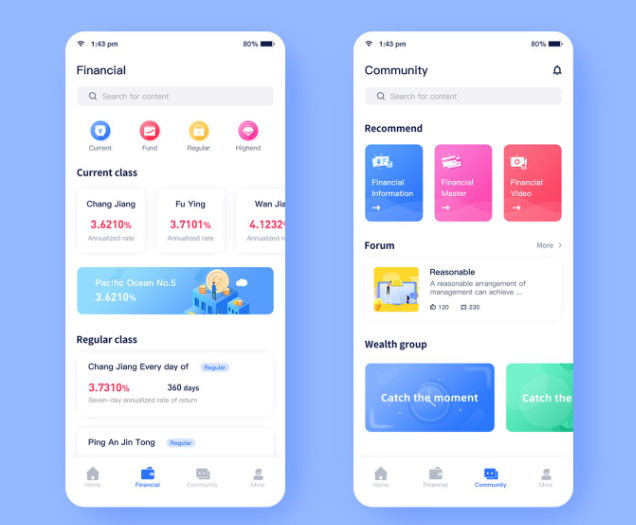 1:43 pm 80%
Financial
Search for content
Current Fund Regular Highend
Current class
Chang Jiang Fu Ying Wan Jia
3.6210% 3.7101% 4.1232%
Annualized rate Annualized rate Annualized r
Pacific Ocean No.5
3.6210%
Regular class
Chang Jiang Every day of Regular
3.7310% 360 days
Seven-day annualized rate of return
Ping An Jin Tong Regular
Home Financial Community Mine
1:43 pm 80%
Community
Search for content
Recommend
Financial Information
Financial Master
Financial Video
Forum More
Reasonable
A reasonable arrangement of
management can achieve ...
120 230
Wealth group
Catch the moment Catch the
Home Financial Community Mine